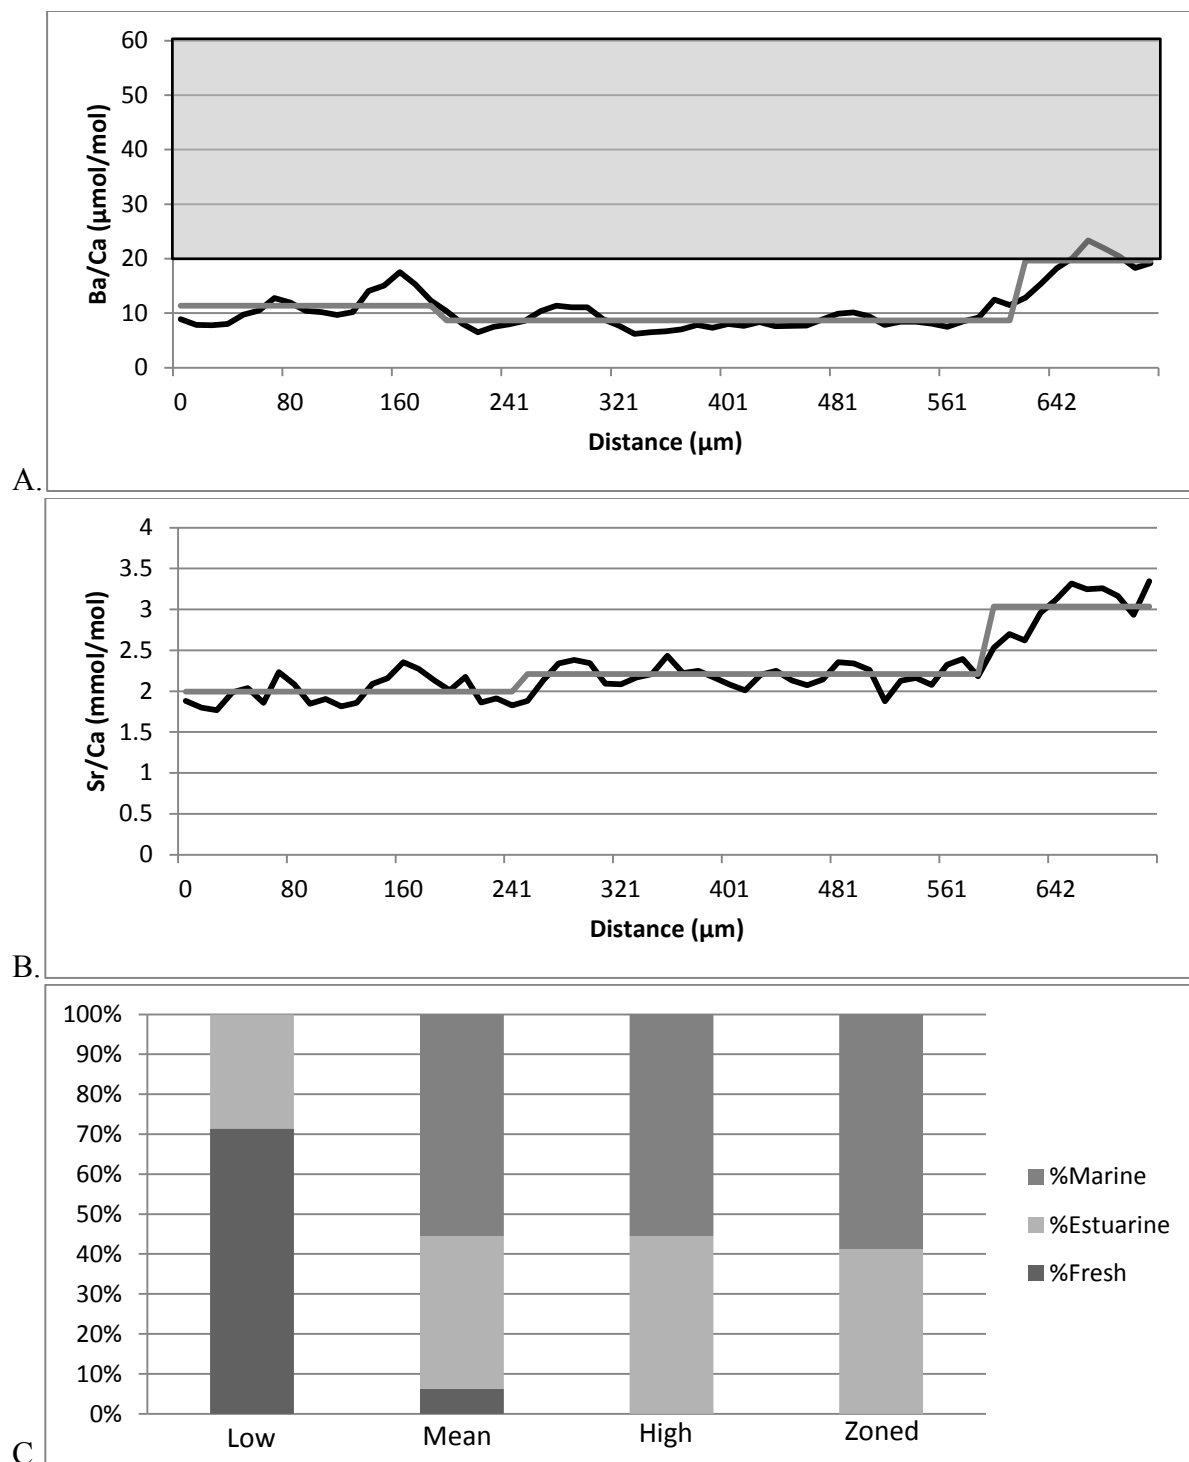 60
50
40
30
20
10
0
Ba/Ca (µmol/mol)
0 80 160 241 321 401 481 561 642
Distance (µm)
A.
4
3.5
3
2.5
2
1.5
1
0.5
0
Sr/Ca (mmol/mol)
0 80 160 241 321 401 481 561 642
Distance (µm)
B.
100%
90%
80%
70%
60%
50%
40%
30%
20%
10%
0%
Low Mean High Zoned
%Marine
%Estuarine
%Fresh
C